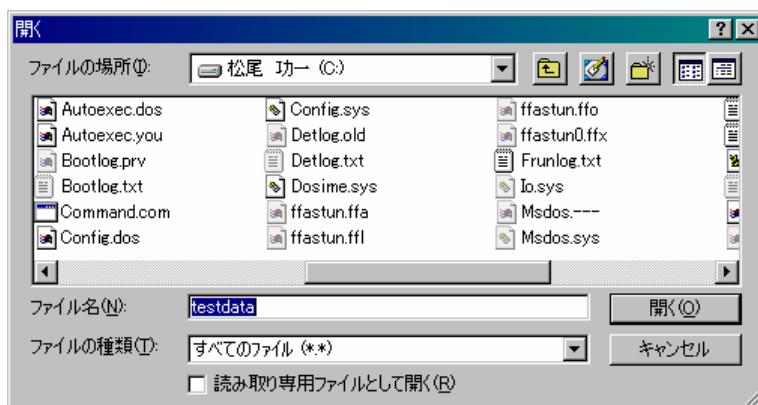 開く
ファイルの場所(I):
松尾 功一 (C:)
Autoexec.dos
Autoexec.you
Bootlog.prv
Bootlog.txt
Command.com
Config.dos
Config.sys
Detlog.old
Detlog.txt
Dosime.sys
ffastun.ffa
ffastun.ffl
ffastun.ffo
ffastun0.ffx
Frunlog.txt
Io.sys
Msdos.---
Msdos.sys
ファイル名(N):
testdata
開く(O)
ファイルの種類(T):
すべてのファイル (*.*)
キャンセル
読み取り専用ファイルとして開く(R)